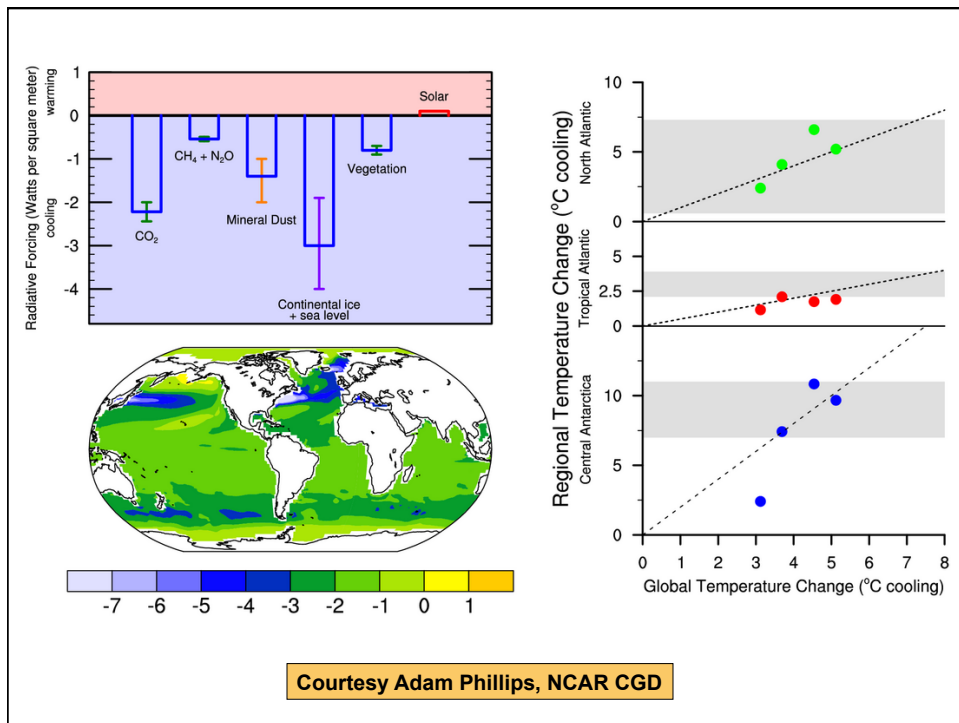 Radiative Forcing (Watts per square meter)
cooling
warming
1
0
-1
-2
-3
-4
CO₂
CH₄ + N₂O
Mineral Dust
Continental ice
+ sea level
Vegetation
Solar
-7
-6
-5
-4
-3
-2
-1
0
1
Regional Temperature Change (°C cooling)
North Atlantic
10
5
0
Tropical Atlantic
5
2.5
0
Central Antarctica
10
5
0
0
1
2
3
4
5
6
7
8
Global Temperature Change (°C cooling)
Courtesy Adam Phillips, NCAR CGD